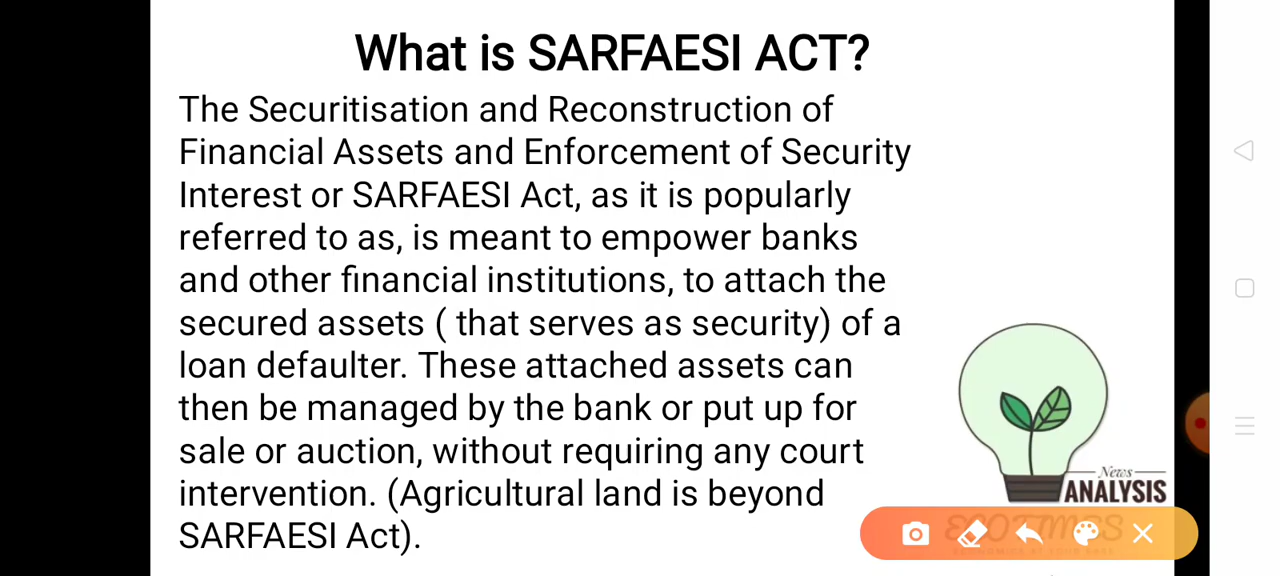 What is SARFAESI ACT?
The Securitisation and Reconstruction of
Financial Assets and Enforcement of Security
Interest or SARFAESI Act, as it is popularly
referred to as, is meant to empower banks
and other financial institutions, to attach the
secured assets ( that serves as security) of a
loan defaulter. These attached assets can
then be managed by the bank or put up for
sale or auction, without requiring any court
intervention. (Agricultural land is beyond
SARFAESI Act).
News
ANALYSIS